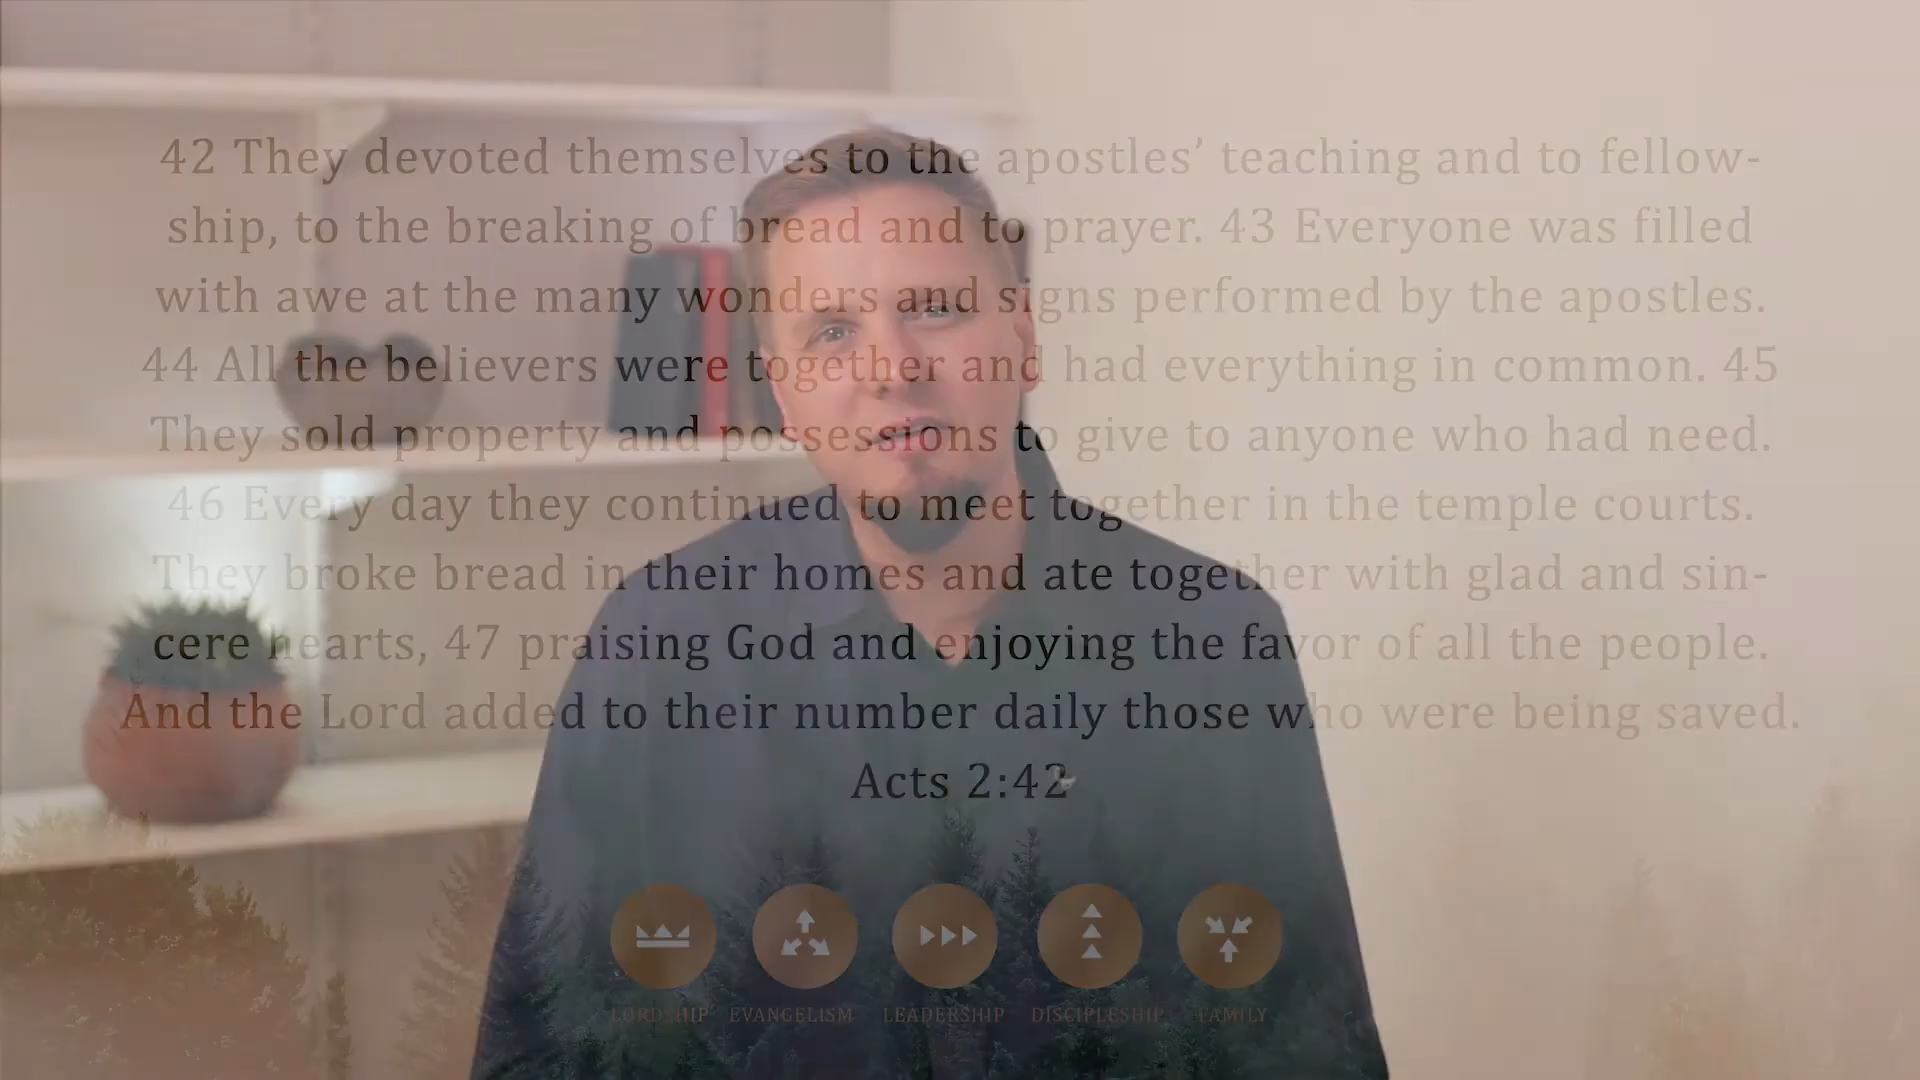 42 They devoted themselves to the apostles’ teaching and to fellow-
ship, to the breaking of bread and to prayer. 43 Everyone was filled
with awe at the many wonders and signs performed by the apostles.
44 All the believers were together and had everything in common. 45
They sold property and possessions to give to anyone who had need.
46 Every day they continued to meet together in the temple courts.
They broke bread in their homes and ate together with glad and sin-
cere hearts, 47 praising God and enjoying the favor of all the people.
And the Lord added to their number daily those who were being saved.
Acts 2:42
LORDSHIP EVANGELISM LEADERSHIP DISCIPLESHIP FAMILY